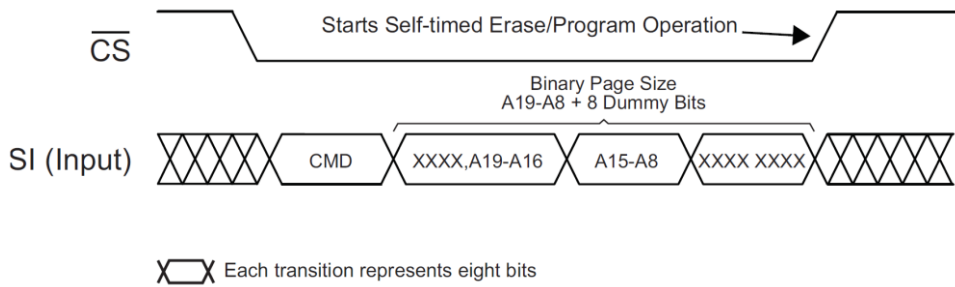 C̅S̅
Starts Self-timed Erase/Program Operation
Binary Page Size
A19-A8 + 8 Dummy Bits
SI (Input)
CMD
XXXX,A19-A16
A15-A8
XXXX XXXX
Each transition represents eight bits